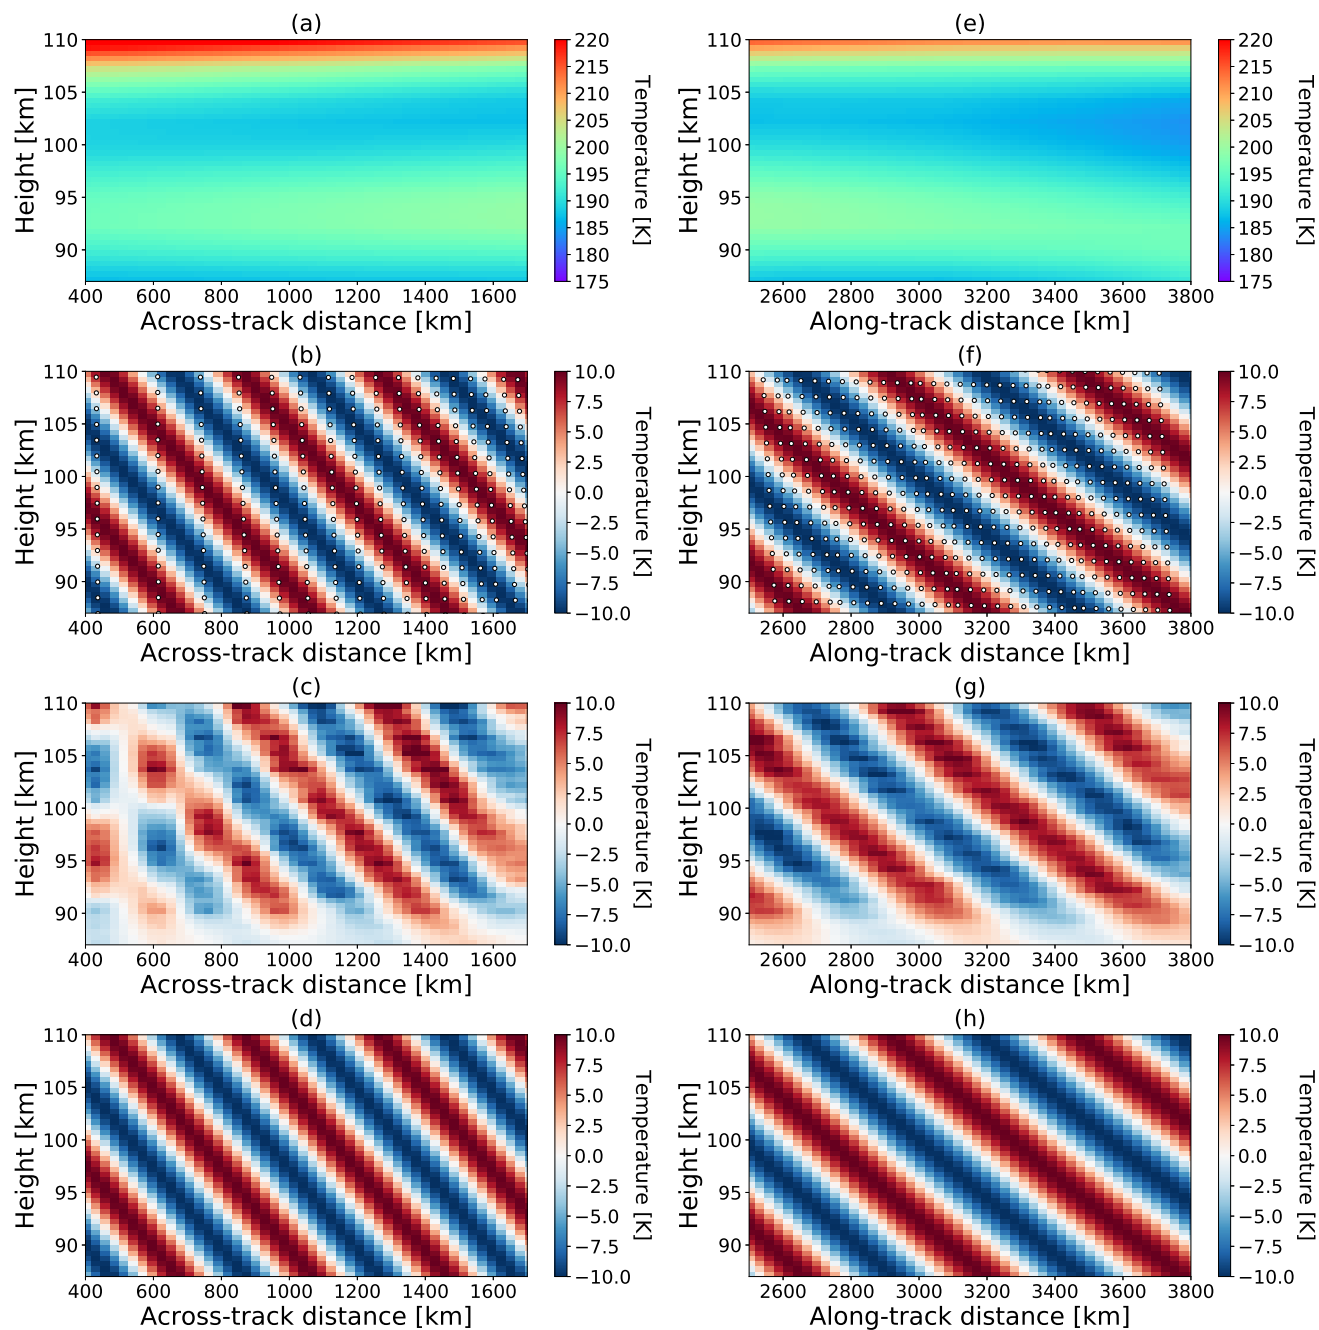 (a)
110
105
100
95
90
Height [km]
400 600 800 1000 1200 1400 1600
Across-track distance [km]
220
215
210
205
200
195
190
185
180
175
Temperature [K]
(e)
110
105
100
95
90
Height [km]
2600 2800 3000 3200 3400 3600 3800
Along-track distance [km]
220
215
210
205
200
195
190
185
180
175
Temperature [K]
(b)
110
105
100
95
90
Height [km]
400 600 800 1000 1200 1400 1600
Across-track distance [km]
10.0
7.5
5.0
2.5
0.0
−2.5
−5.0
−7.5
−10.0
Temperature [K]
(f)
110
105
100
95
90
Height [km]
2600 2800 3000 3200 3400 3600 3800
Along-track distance [km]
10.0
7.5
5.0
2.5
0.0
−2.5
−5.0
−7.5
−10.0
Temperature [K]
(c)
110
105
100
95
90
Height [km]
400 600 800 1000 1200 1400 1600
Across-track distance [km]
10.0
7.5
5.0
2.5
0.0
−2.5
−5.0
−7.5
−10.0
Temperature [K]
(g)
110
105
100
95
90
Height [km]
2600 2800 3000 3200 3400 3600 3800
Along-track distance [km]
10.0
7.5
5.0
2.5
0.0
−2.5
−5.0
−7.5
−10.0
Temperature [K]
(d)
110
105
100
95
90
Height [km]
400 600 800 1000 1200 1400 1600
Across-track distance [km]
10.0
7.5
5.0
2.5
0.0
−2.5
−5.0
−7.5
−10.0
Temperature [K]
(h)
110
105
100
95
90
Height [km]
2600 2800 3000 3200 3400 3600 3800
Along-track distance [km]
10.0
7.5
5.0
2.5
0.0
−2.5
−5.0
−7.5
−10.0
Temperature [K]